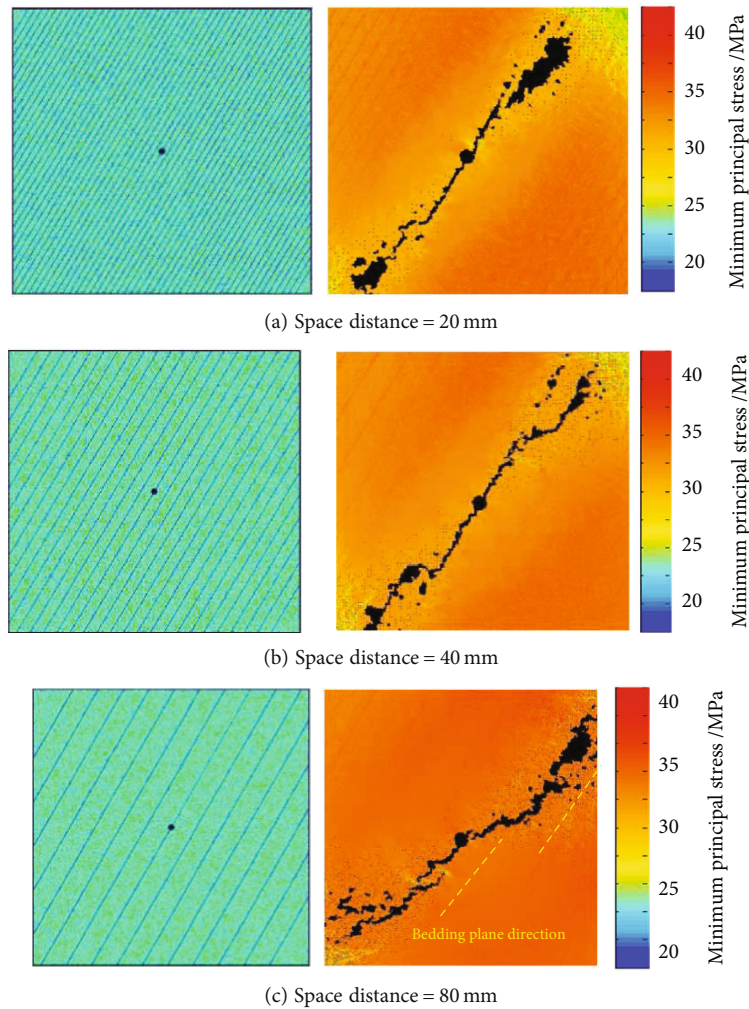 40
35
30
25
20
Minimum principal stress /MPa
(a) Space distance = 20 mm
40
35
30
25
20
Minimum principal stress /MPa
(b) Space distance = 40 mm
40
35
30
25
20
Minimum principal stress /MPa
Bedding plane direction
(c) Space distance = 80 mm